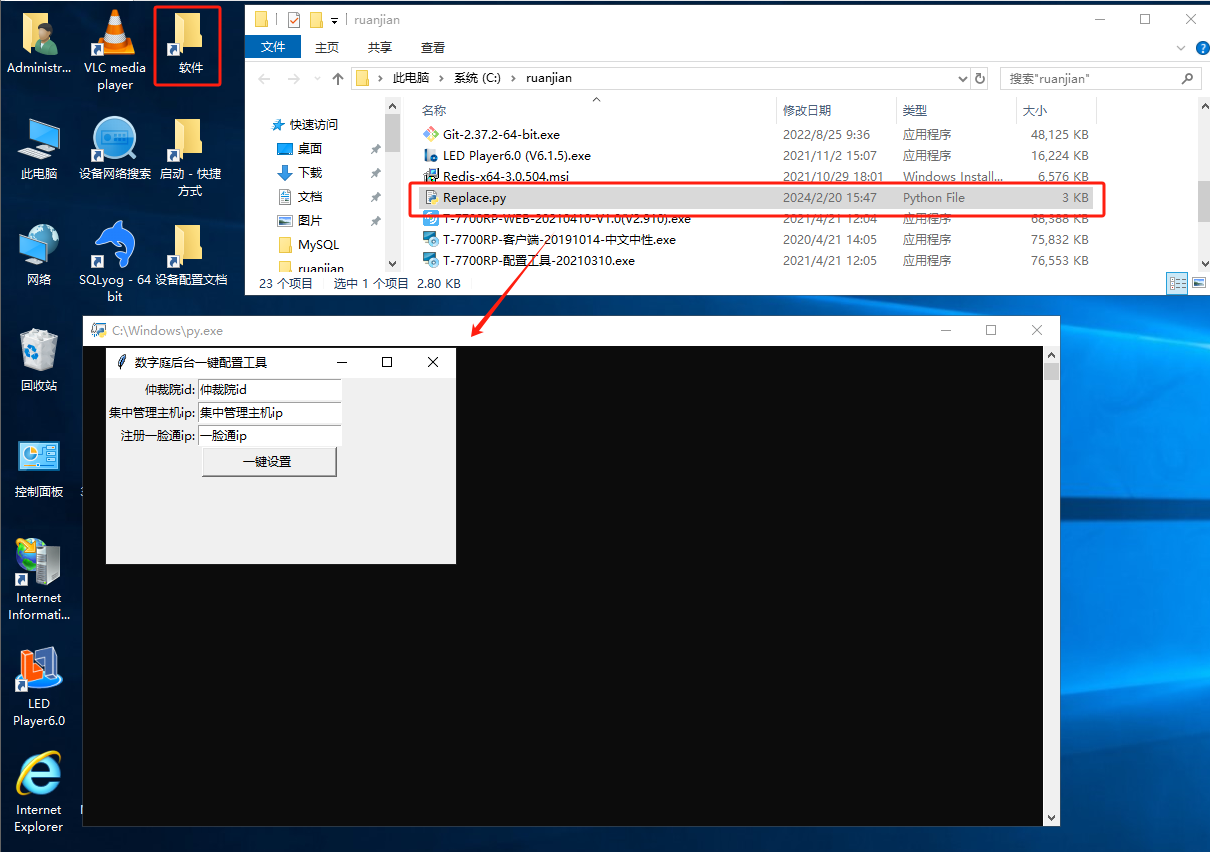 Administr...
VLC media
player
软件
此电脑
设备网络搜索
启动 - 快捷
方式
网络
SQLyog - 64
bit
设备配置文档
回收站
控制面板
Internet
Informati...
LED
Player6.0
Internet
Explorer
ruanjian
文件 主页 共享 查看
此电脑 › 系统 (C:) › ruanjian
搜索"ruanjian"
快速访问
桌面
下载
文档
图片
MySQL
ruanjian
名称 修改日期 类型 大小
Git-2.37.2-64-bit.exe 2022/8/25 9:36 应用程序 48,125 KB
LED Player6.0 (V6.1.5).exe 2021/11/2 15:07 应用程序 16,224 KB
Redis-x64-3.0.504.msi 2021/10/29 18:01 Windows Install... 6,576 KB
Replace.py 2024/2/20 15:47 Python File 3 KB
T-7700RP-WEB-20210410-V1.0(V2.910).exe 2021/4/21 12:04 应用程序 68,388 KB
T-7700RP-客户端-20191014-中文中性.exe 2020/4/21 14:05 应用程序 75,832 KB
T-7700RP-配置工具-20210310.exe 2021/4/21 12:05 应用程序 76,553 KB
23 个项目 选中 1 个项目 2.80 KB
C:\Windows\py.exe
数字庭后台一键配置工具
仲裁院id: 仲裁院id
集中管理主机ip: 集中管理主机ip
注册一脸通ip: 一脸通ip
一键设置